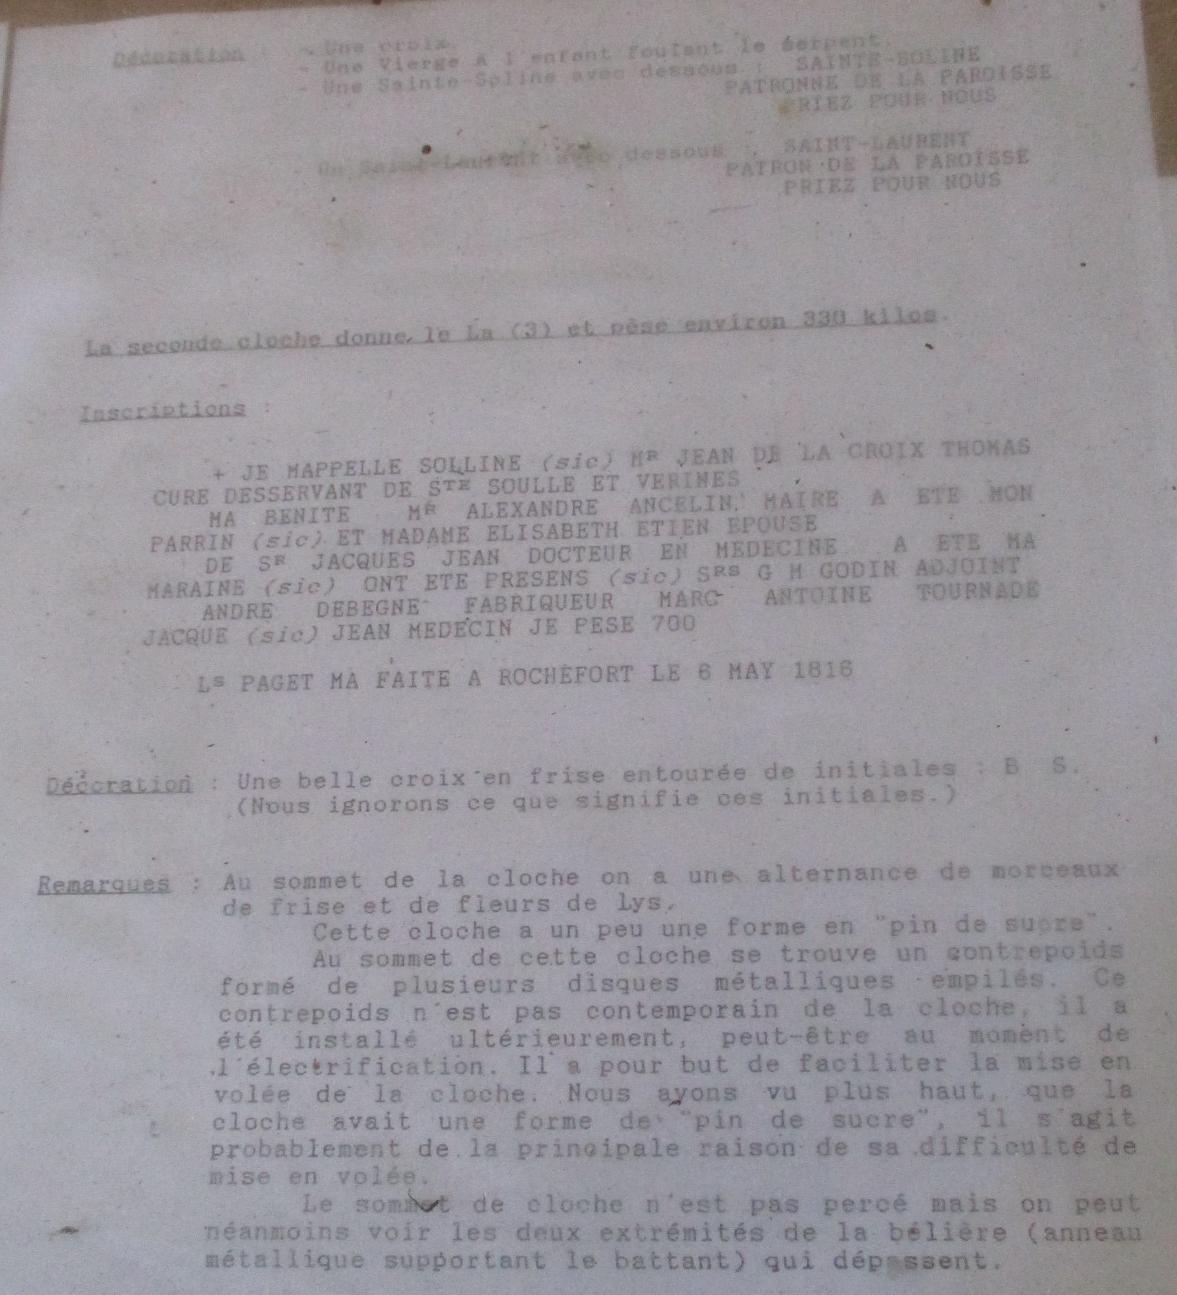 Décoration : - Une croix.
- Une Vierge à l'enfant foulant le serpent.
- Une Sainte-Soline avec dessous : SAINTE-SOLINE
PATRONNE DE LA PAROISSE
PRIEZ POUR NOUS
Un Saint-Laurent avec dessous : SAINT-LAURENT
PATRON DE LA PAROISSE
PRIEZ POUR NOUS
La seconde cloche donne le La (3) et pèse environ 330 kilos.
Inscriptions :
+ JE MAPPELLE SOLLINE (sic) MR JEAN DE LA CROIX THOMAS
CURE DESSERVANT DE STE SOULLE ET VERINES
MA BENITE MR ALEXANDRE ANCELIN MAIRE A ETE MON
PARRIN (sic) ET MADAME ELISABETH ETIEN EPOUSE
DE SR JACQUES JEAN DOCTEUR EN MEDECINE A ETE MA
MARAINE (sic) ONT ETE PRESENS (sic) SRS G M GODIN ADJOINT
ANDRE DEBEGNE FABRIQUEUR MARC ANTOINE TOURNADE
JACQUE (sic) JEAN MEDECIN JE PESE 700
LS PAGET MA FAITE A ROCHEFORT LE 6 MAY 1816
Décoration : Une belle croix en frise entourée de initiales : B S.
(Nous ignorons ce que signifie ces initiales.)
Remarques : Au sommet de la cloche on a une alternance de morceaux
de frise et de fleurs de Lys.
Cette cloche a un peu une forme en "pin de sucre".
Au sommet de cette cloche se trouve un contrepoids
formé de plusieurs disques métalliques empilés. Ce
contrepoids n'est pas contemporain de la cloche, il a
été installé ultérieurement, peut-être au moment de
l'électrification. Il a pour but de faciliter la mise en
volée de la cloche. Nous avons vu plus haut, que la
cloche avait une forme de "pin de sucre", il s'agit
probablement de la principale raison de sa difficulté de
mise en volée.
Le sommet de cloche n'est pas percé mais on peut
néanmoins voir les deux extrémités de la bélière (anneau
métallique supportant le battant) qui dépassent.